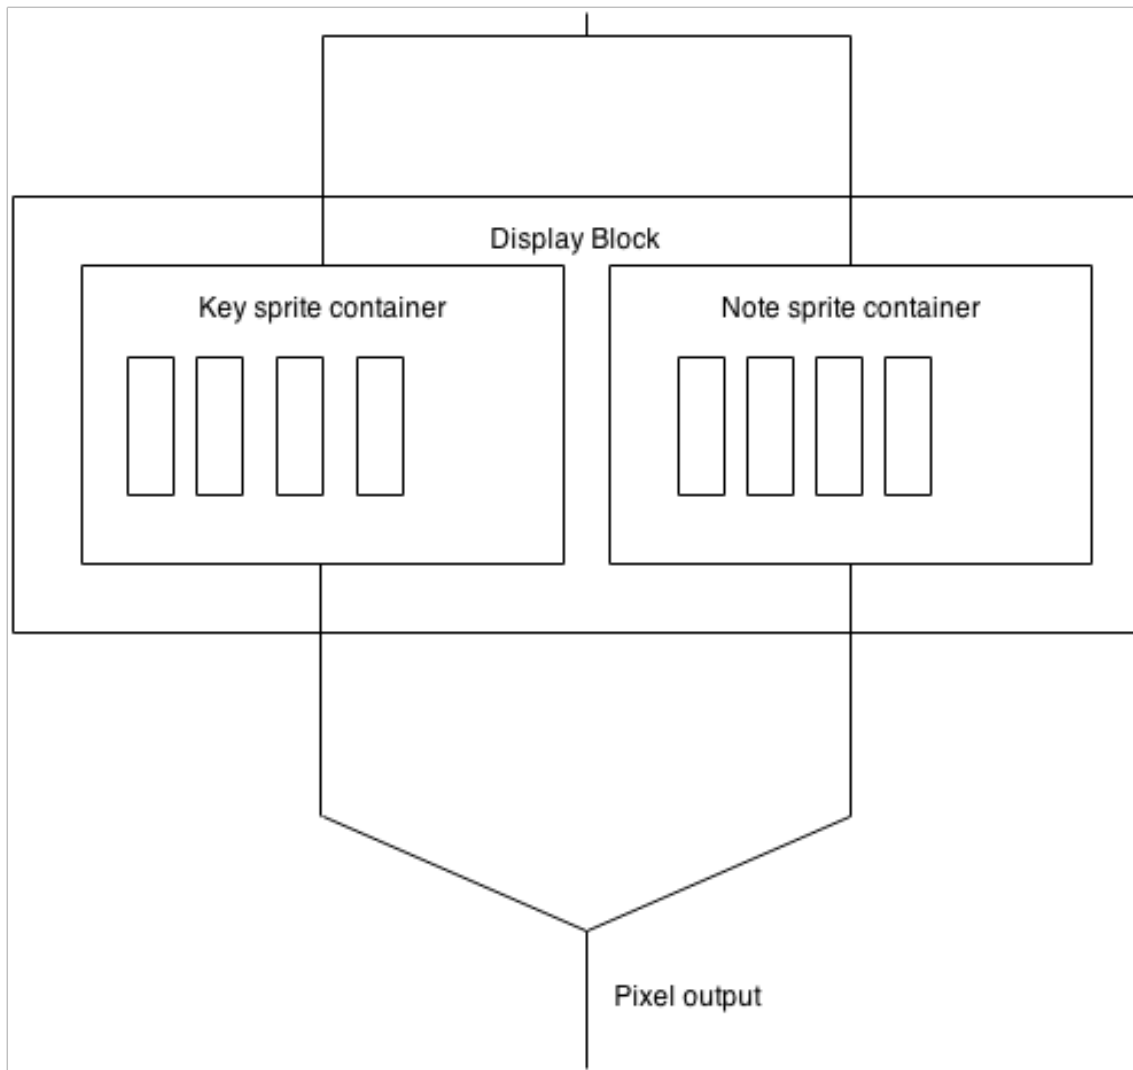 Display Block
Key sprite container
Note sprite container
Pixel output